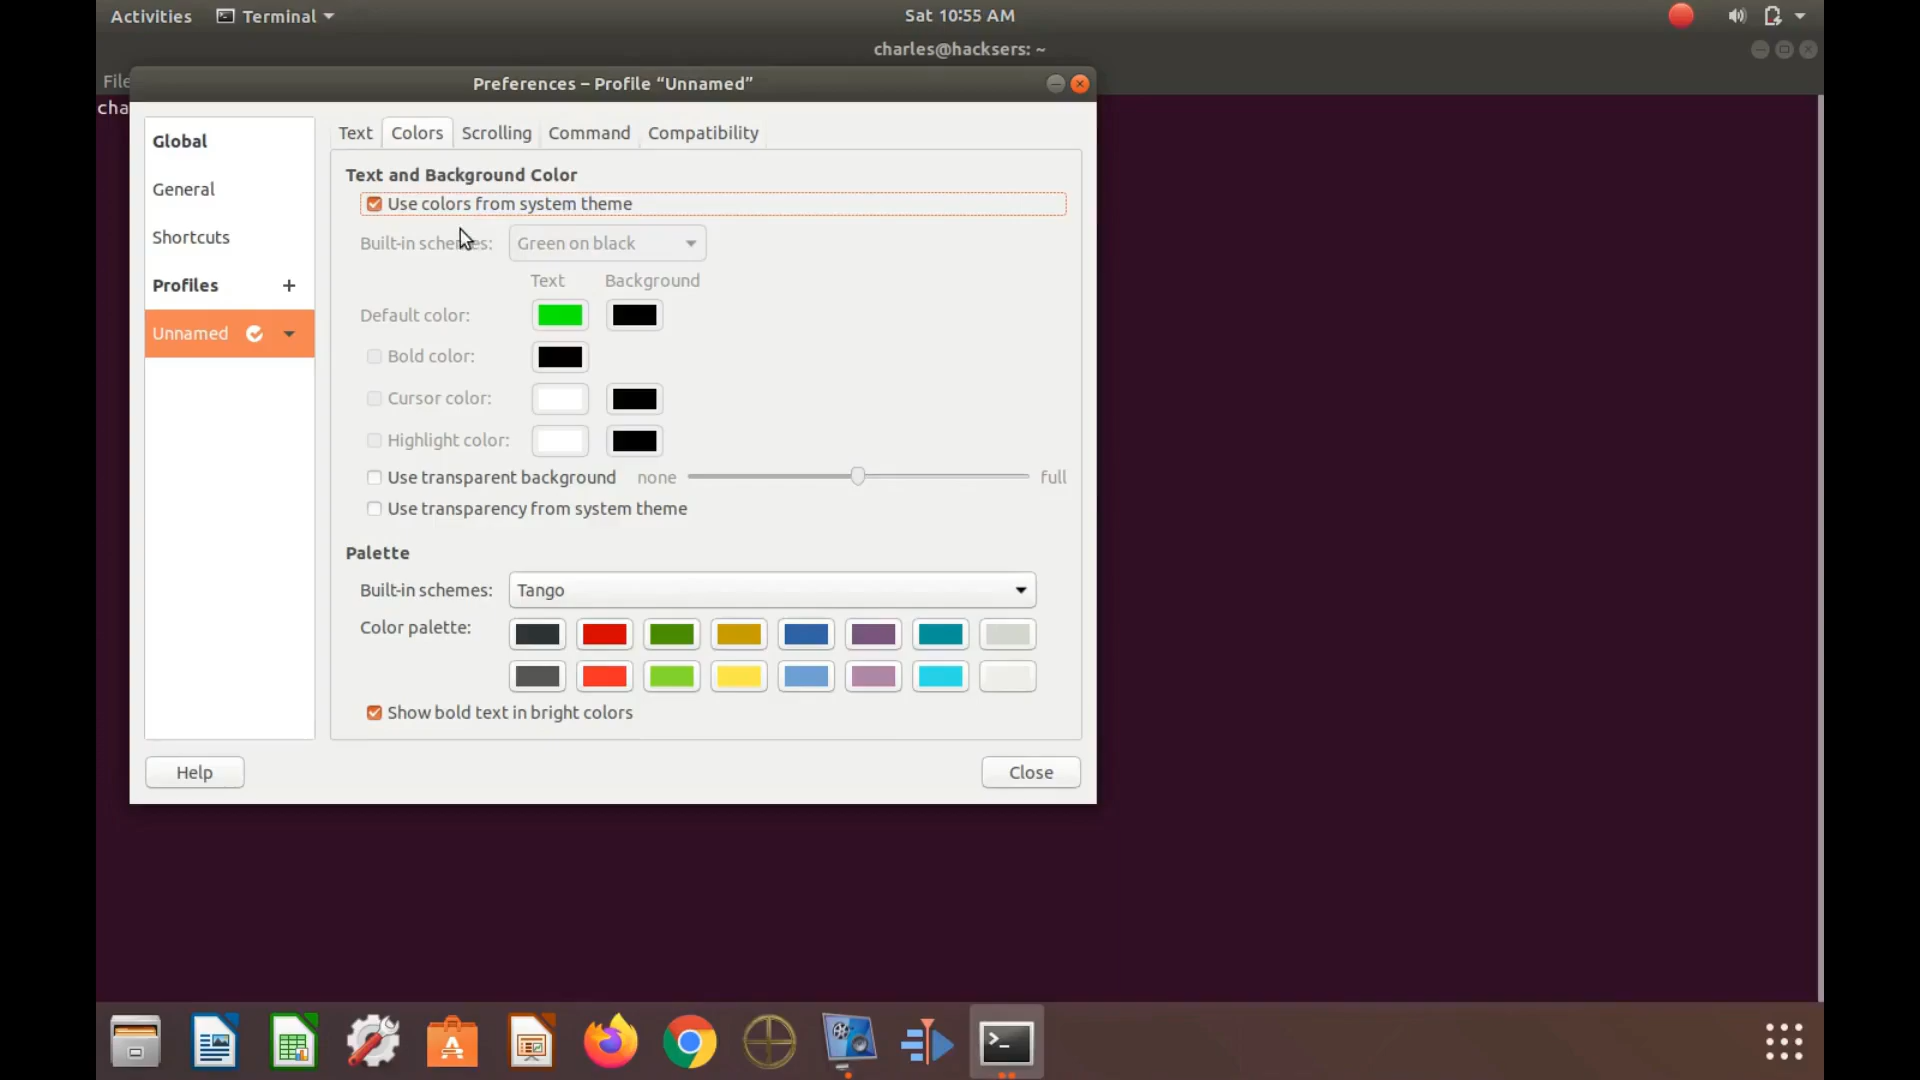 Activities Terminal Sat 10:55 AM
charles@hacksers: ~
File
Preferences – Profile “Unnamed”
cha
Global
General
Shortcuts
Profiles +
Unnamed
Text Colors Scrolling Command Compatibility
Text and Background Color
Use colors from system theme
Built-in schemes: Green on black
Text Background
Default color:
Bold color:
Cursor color:
Highlight color:
Use transparent background none full
Use transparency from system theme
Palette
Built-in schemes: Tango
Color palette:
Show bold text in bright colors
Help Close